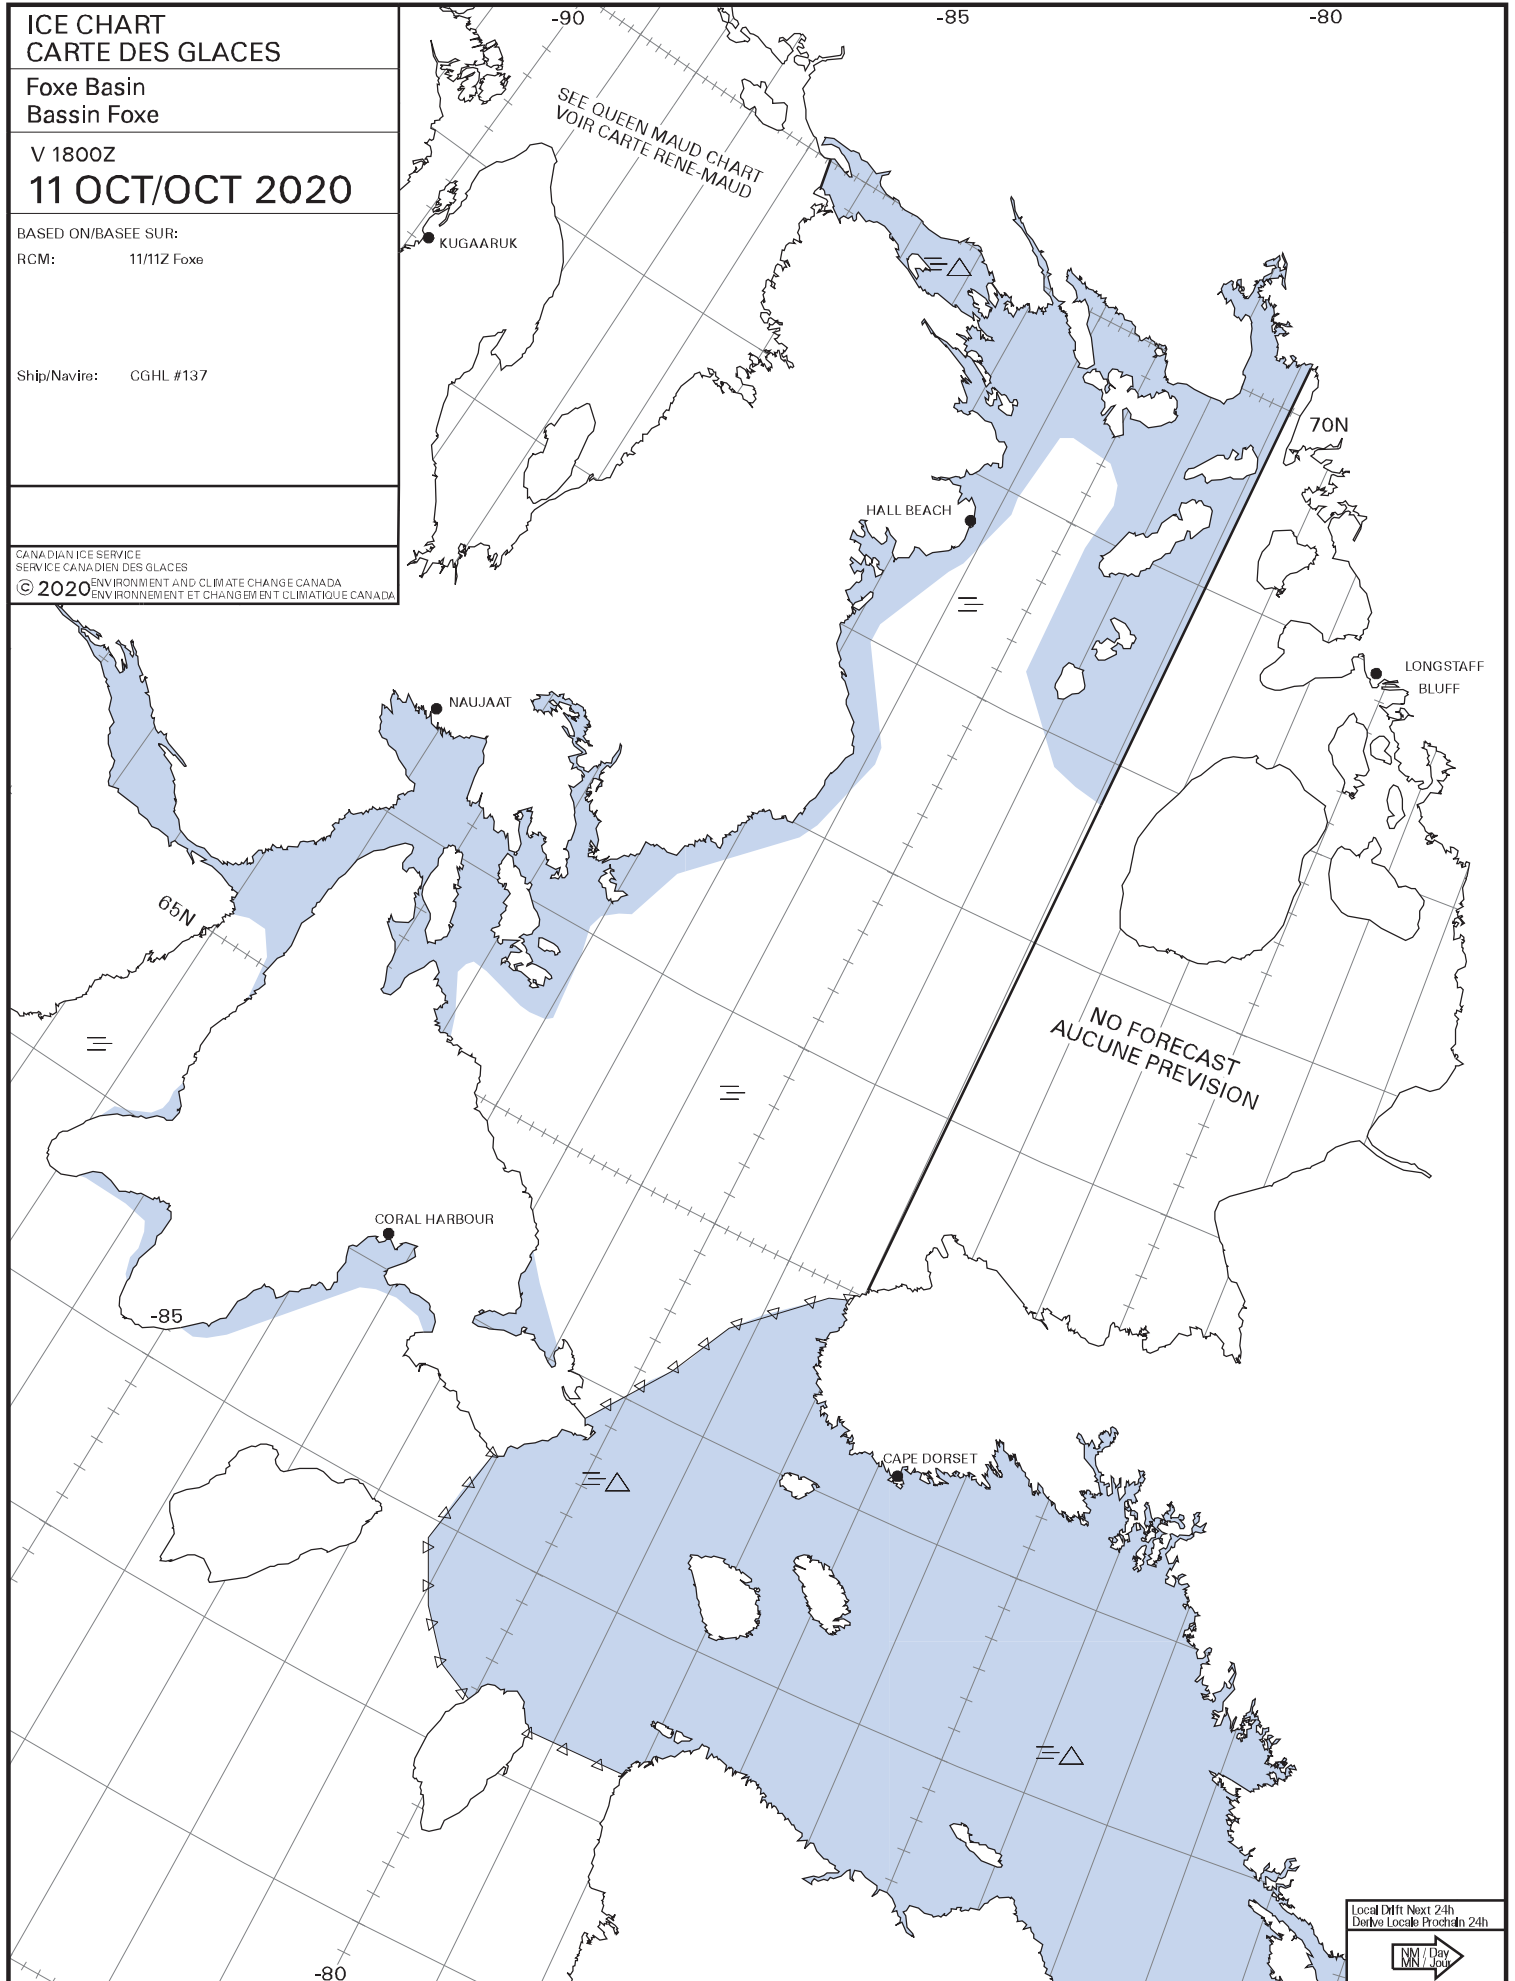 ICE CHART
CARTE DES GLACES
Foxe Basin
Bassin Foxe
V 1800Z
11 OCT/OCT 2020
BASED ON/BASEE SUR:
RCM: 11/11Z Foxe
Ship/Navire: CGHL #137
CANADIAN ICE SERVICE
SERVICE CANADIEN DES GLACES
© 2020 ENVIRONMENT AND CLIMATE CHANGE CANADA
ENVIRONNEMENT ET CHANGEMENT CLIMATIQUE CANADA
-90
-85
-80
SEE QUEEN MAUD CHART
VOIR CARTE RENE-MAUD
KUGAARUK
70N
HALL BEACH
LONGSTAFF
BLUFF
NAUJAAT
65N
NO FORECAST
AUCUNE PREVISION
CORAL HARBOUR
-85
CAPE DORSET
Local Drift Next 24h
Derive Locale Prochain 24h
NM / Day
MN / Jour
-80